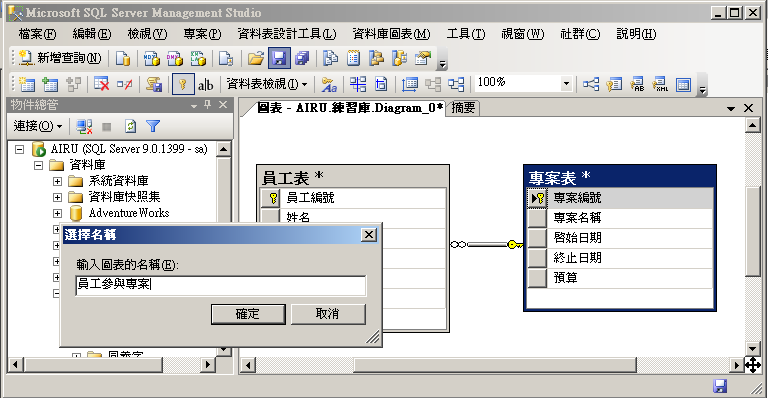 Microsoft SQL Server Management Studio
檔案(F) 編輯(E) 檢視(V) 專案(P) 資料表設計工具(L) 資料庫圖表(M) 工具(T) 視窗(W) 社群(C) 說明(H)
新增查詢(N)
a|b 資料表檢視(I) 100%
物件總管
連接(O)
AIRU (SQL Server 9.0.1399 - sa)
資料庫
系統資料庫
資料庫快照集
AdventureWorks
同義字
圖表 - AIRU.練習庫.Diagram_0* 摘要
員工表 *
員工編號
姓名
專案表 *
專案編號
專案名稱
啓始日期
終止日期
預算
選擇名稱
輸入圖表的名稱(E):
員工參與專案
確定 取消